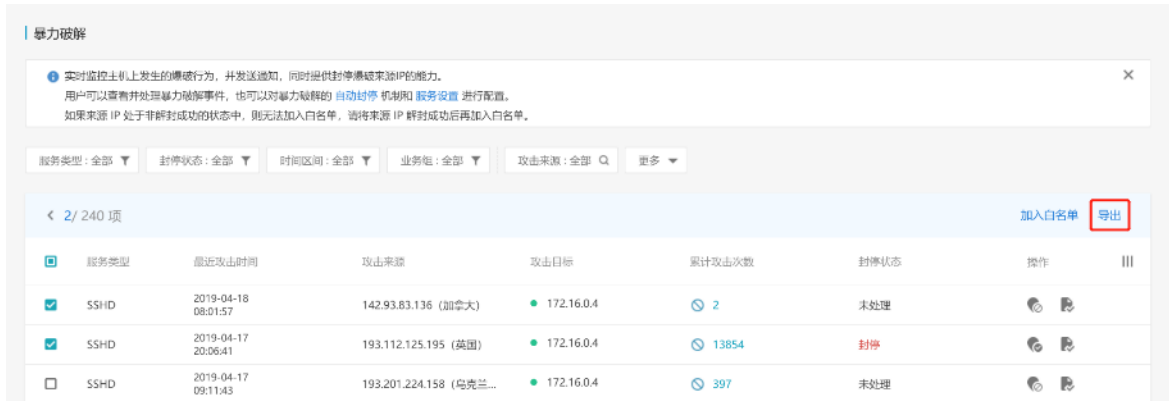 暴力破解
实时监控主机上发生的爆破行为，并发送通知，同时提供封停爆破来源IP的能力。
用户可以查看并处理暴力破解事件，也可以对暴力破解的 自动封停 机制和 服务设置 进行配置。
如果来源 IP 处于非解封成功的状态中，则无法加入白名单，请将来源 IP 解封成功后再加入白名单。
服务类型：全部 封停状态：全部 时间区间：全部 业务组：全部 攻击来源：全部 更多
2/ 240 项 加入白名单 导出
服务类型 最近攻击时间 攻击来源 攻击目标 累计攻击次数 封停状态 操作
SSHD 2019-04-18 08:01:57 142.93.83.136（加拿大） 172.16.0.4 2 未处理
SSHD 2019-04-17 20:06:41 193.112.125.195（英国） 172.16.0.4 13854 封停
SSHD 2019-04-17 09:11:43 193.201.224.158（乌克兰... 172.16.0.4 397 未处理